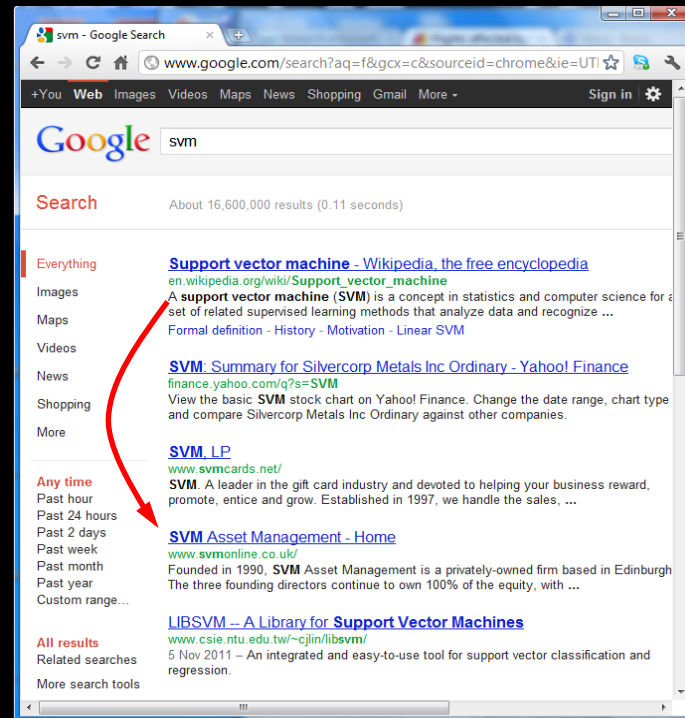 svm - Google Search
www.google.com/search?aq=f&gcx=c&sourceid=chrome&ie=UT
+You Web Images Videos Maps News Shopping Gmail More Sign in
Google svm
Search About 16,600,000 results (0.11 seconds)
Everything
Images
Maps
Videos
News
Shopping
More
Any time
Past hour
Past 24 hours
Past 2 days
Past week
Past month
Past year
Custom range...
All results
Related searches
More search tools
Support vector machine - Wikipedia, the free encyclopedia
en.wikipedia.org/wiki/Support_vector_machine
A support vector machine (SVM) is a concept in statistics and computer science for a
set of related supervised learning methods that analyze data and recognize ...
Formal definition - History - Motivation - Linear SVM
SVM: Summary for Silvercorp Metals Inc Ordinary - Yahoo! Finance
finance.yahoo.com/q?s=SVM
View the basic SVM stock chart on Yahoo! Finance. Change the date range, chart type
and compare Silvercorp Metals Inc Ordinary against other companies.
SVM, LP
www.svmcards.net/
SVM. A leader in the gift card industry and devoted to helping your business reward,
promote, entice and grow. Established in 1997, we handle the sales, ...
SVM Asset Management - Home
www.svmonline.co.uk/
Founded in 1990, SVM Asset Management is a privately-owned firm based in Edinburgh
The three founding directors continue to own 100% of the equity, with ...
LIBSVM -- A Library for Support Vector Machines
www.csie.ntu.edu.tw/~cjlin/libsvm/
5 Nov 2011 – An integrated and easy-to-use tool for support vector classification and
regression.